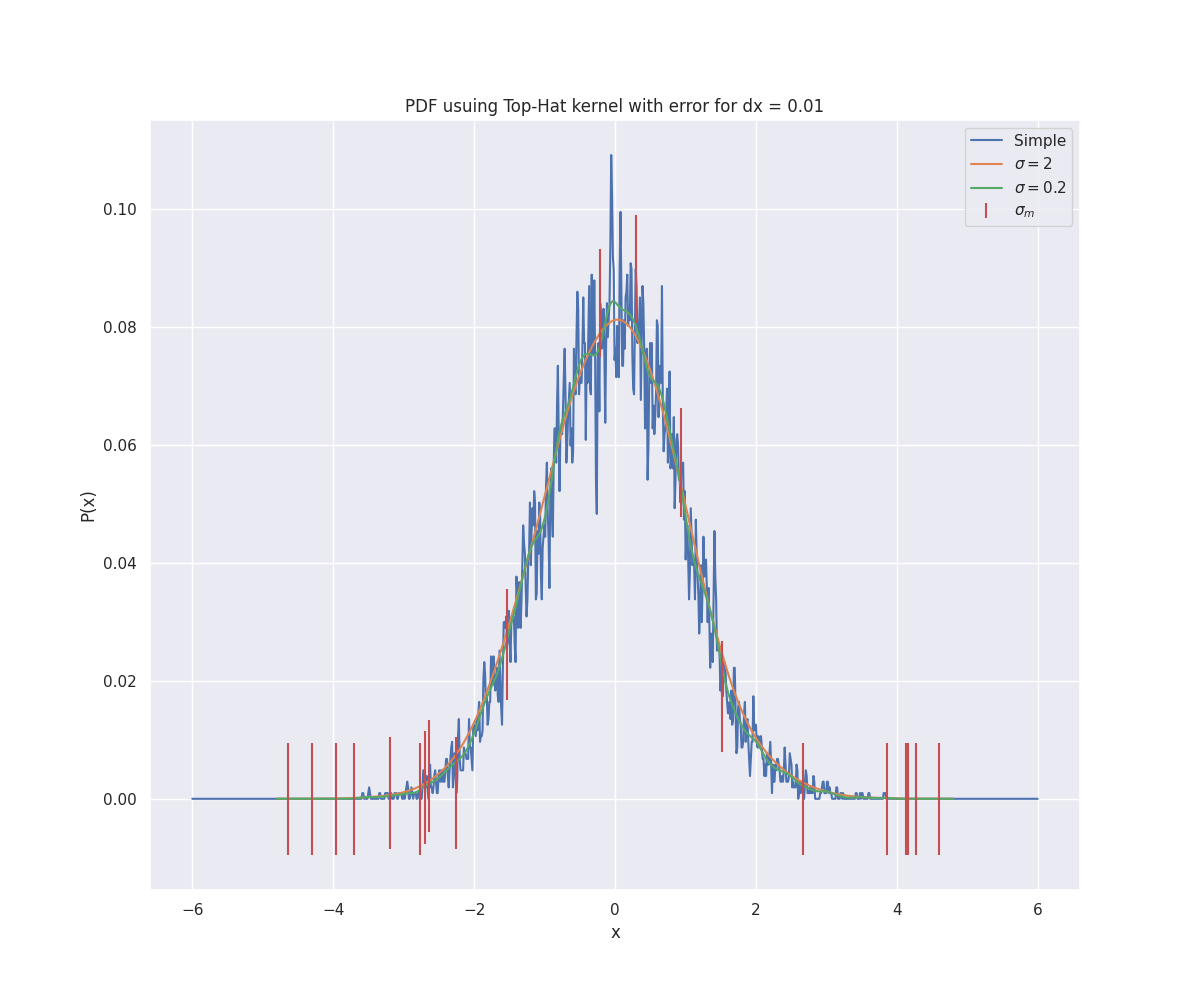 PDF usuing Top-Hat kernel with error for dx = 0.01
Simple
σ = 2
σ = 0.2
σm
0.10
0.08
0.06
0.04
0.02
0.00
P(x)
−6 −4 −2 0 2 4 6
x